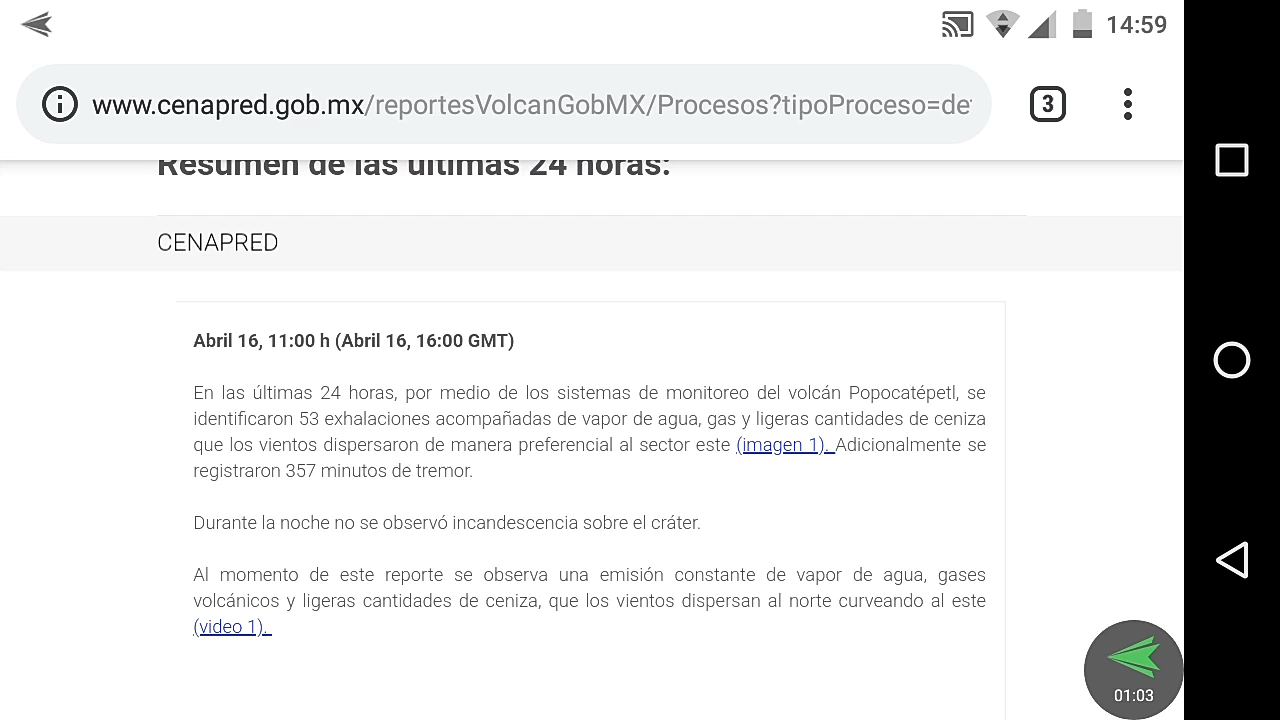 14:59
www.cenapred.gob.mx/reportesVolcanGobMX/Procesos?tipoProceso=de
3
Resumen de las últimas 24 horas:
CENAPRED
Abril 16, 11:00 h (Abril 16, 16:00 GMT)
En las últimas 24 horas, por medio de los sistemas de monitoreo del volcán Popocatépetl, se
identificaron 53 exhalaciones acompañadas de vapor de agua, gas y ligeras cantidades de ceniza
que los vientos dispersaron de manera preferencial al sector este (imagen 1). Adicionalmente se
registraron 357 minutos de tremor.
Durante la noche no se observó incandescencia sobre el cráter.
Al momento de este reporte se observa una emisión constante de vapor de agua, gases
volcánicos y ligeras cantidades de ceniza, que los vientos dispersan al norte curveando al este
(video 1).
01:03